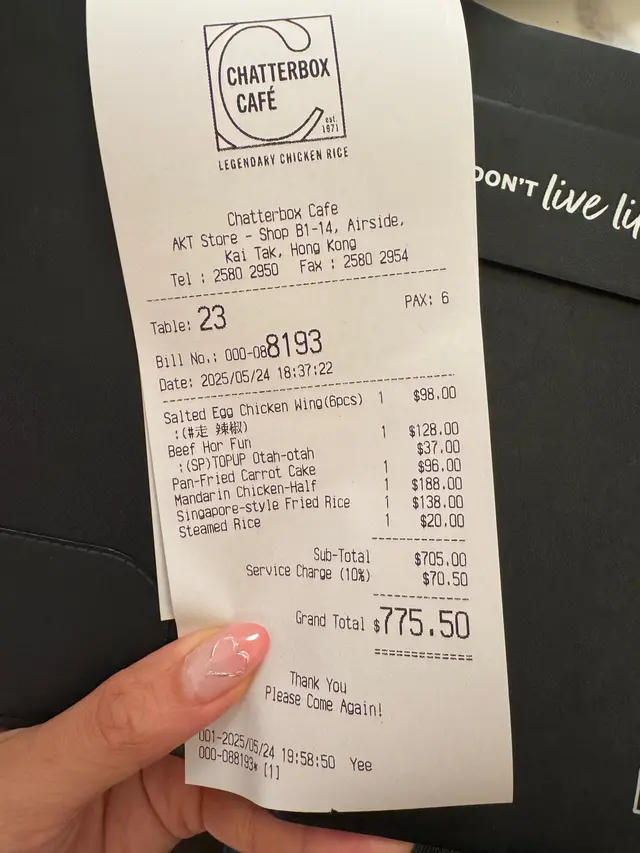 CHATTERBOX
CAFÉ
est.
1971
LEGENDARY CHICKEN RICE
Chatterbox Cafe
AKT Store - Shop B1-14, Airside,
Kai Tak, Hong Kong
Tel : 2580 2950 Fax : 2580 2954
Table: 23 PAX: 6
Bill No.: 000-088193
Date: 2025/05/24 18:37:22
Salted Egg Chicken Wing(6pcs) 1 $98.00
:(#走 辣椒)
Beef Hor Fun 1 $128.00
:(SP)TOPUP Otah-otah $37.00
Pan-Fried Carrot Cake 1 $96.00
Mandarin Chicken-Half 1 $188.00
Singapore-style Fried Rice 1 $138.00
Steamed Rice 1 $20.00
Sub-Total $705.00
Service Charge (10%) $70.50
Grand Total $775.50
Thank You
Please Come Again!
001-2025/05/24 19:58:50 Yee
000-088193* [1]
DON'T live